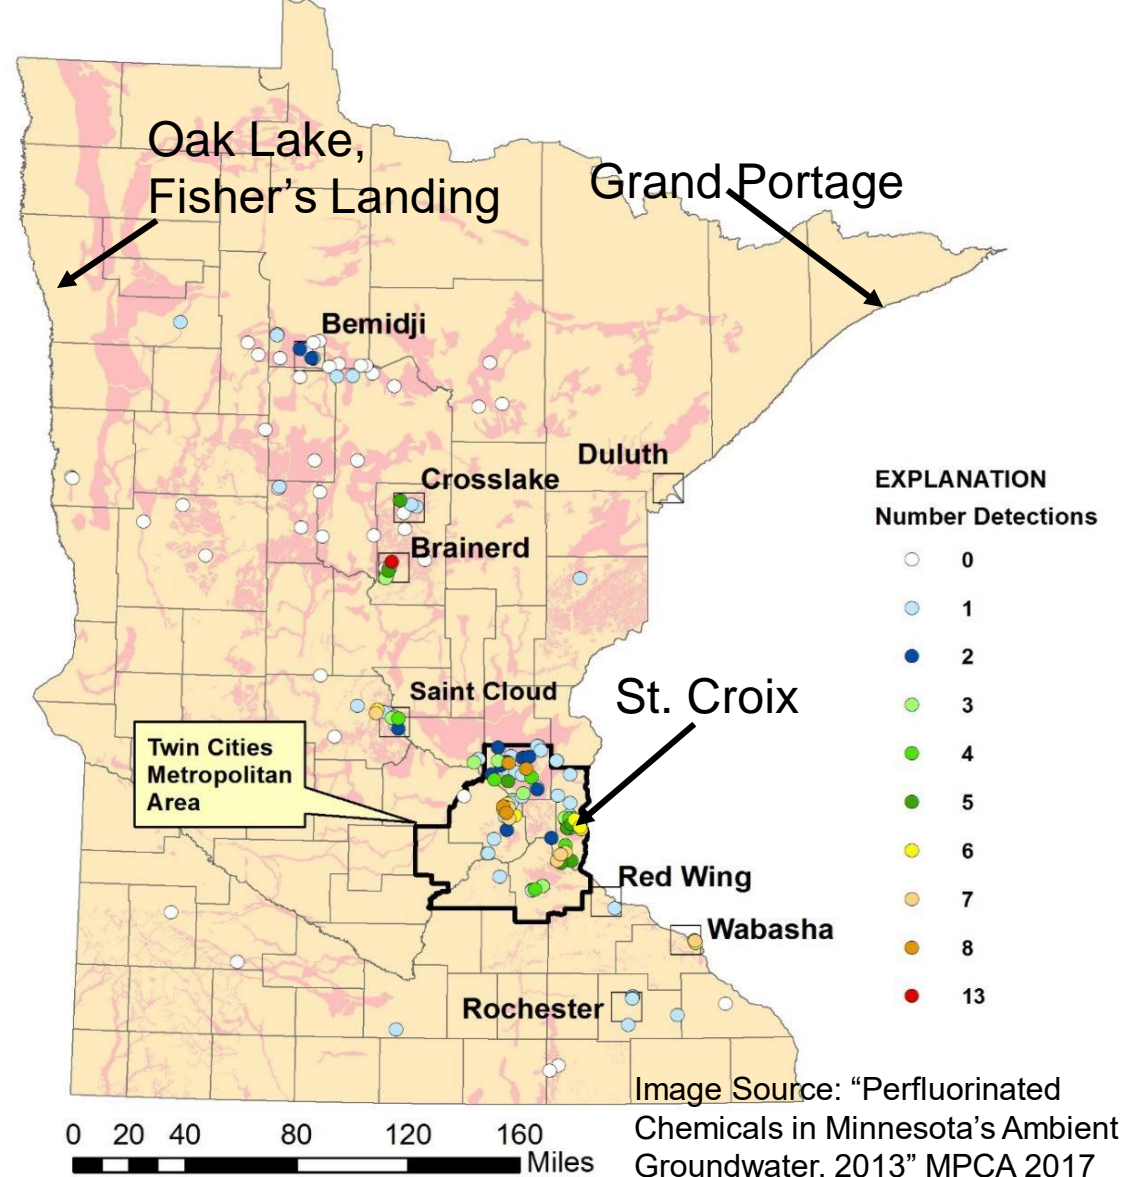 Oak Lake,
Fisher's Landing
Grand Portage
Bemidji
Duluth
Crosslake
Brainerd
Saint Cloud
St. Croix
Twin Cities
Metropolitan
Area
Red Wing
Wabasha
Rochester
EXPLANATION
Number Detections
0
1
2
3
4
5
6
7
8
13
0 20 40 80 120 160
Miles
Image Source: “Perfluorinated
Chemicals in Minnesota’s Ambient
Groundwater, 2013” MPCA 2017